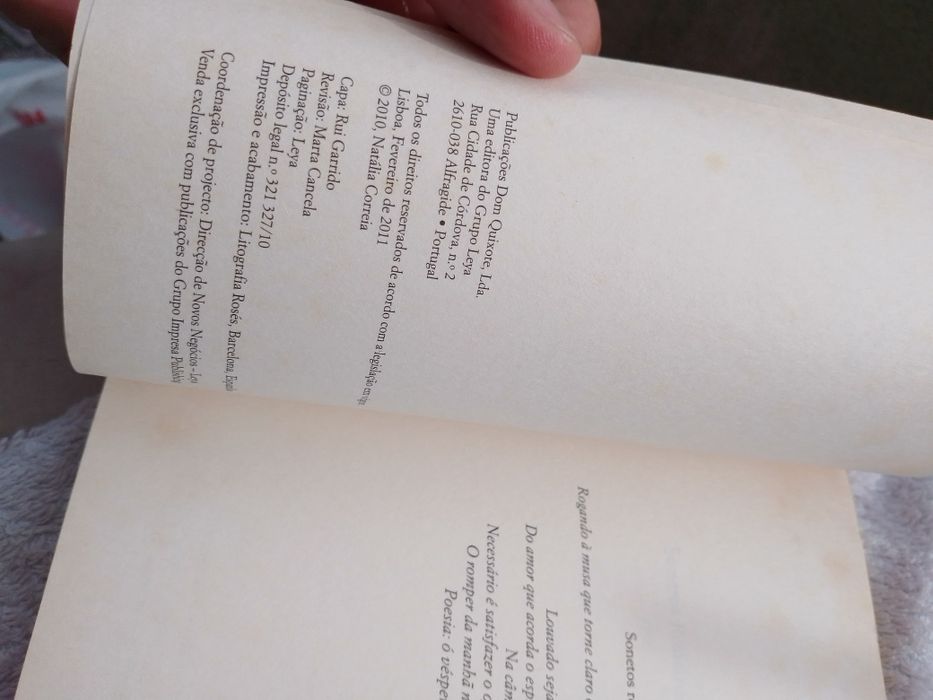 Publicações Dom Quixote, Lda.
Uma editora do Grupo Leya
Rua Cidade de Córdova, n.º 2
2610-038 Alfragide • Portugal
Todos os direitos reservados de acordo com a legislação em
Lisboa, Fevereiro de 2011
© 2010, Natália Correia
Capa: Rui Garrido
Revisão: Marta Cancela
Paginação: Leya
Depósito legal n.º 321 327/10
Impressão e acabamento: Litografia Rosés, Barcelona,
Coordenação de projecto: Direcção de Novos Negócios –
Venda exclusiva com publicações do Grupo Impresa
Sonetos
Rogando à musa que torne claro
Louvado seja
Do amor que acorda o
Necessário é satisfazer o
Na
O romper da manhã
Poesia: ó